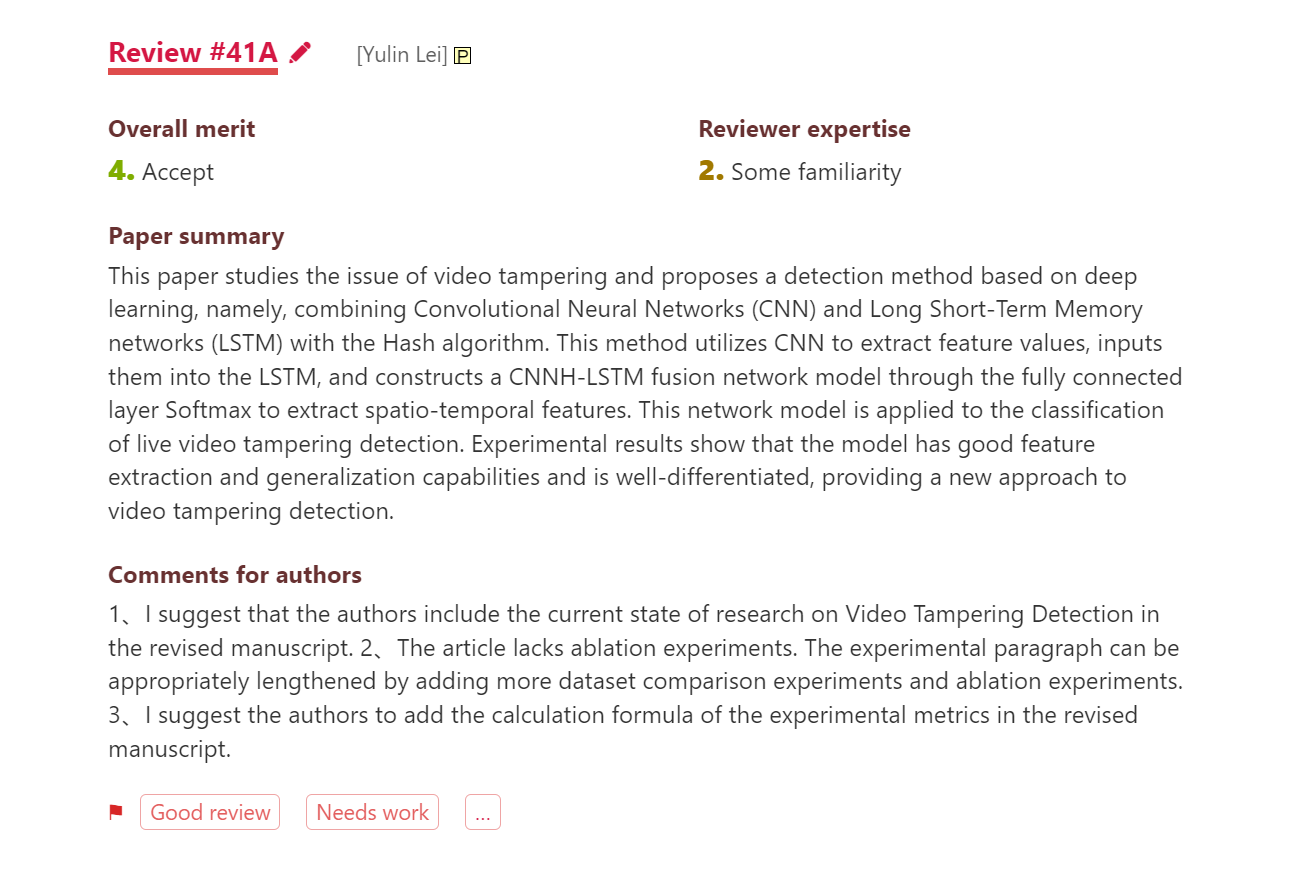 Review #41A [Yulin Lei] P
Overall merit Reviewer expertise
4. Accept 2. Some familiarity
Paper summary
This paper studies the issue of video tampering and proposes a detection method based on deep
learning, namely, combining Convolutional Neural Networks (CNN) and Long Short-Term Memory
networks (LSTM) with the Hash algorithm. This method utilizes CNN to extract feature values, inputs
them into the LSTM, and constructs a CNNH-LSTM fusion network model through the fully connected
layer Softmax to extract spatio-temporal features. This network model is applied to the classification
of live video tampering detection. Experimental results show that the model has good feature
extraction and generalization capabilities and is well-differentiated, providing a new approach to
video tampering detection.
Comments for authors
1、I suggest that the authors include the current state of research on Video Tampering Detection in
the revised manuscript. 2、The article lacks ablation experiments. The experimental paragraph can be
appropriately lengthened by adding more dataset comparison experiments and ablation experiments.
3、I suggest the authors to add the calculation formula of the experimental metrics in the revised
manuscript.
Good review Needs work ...